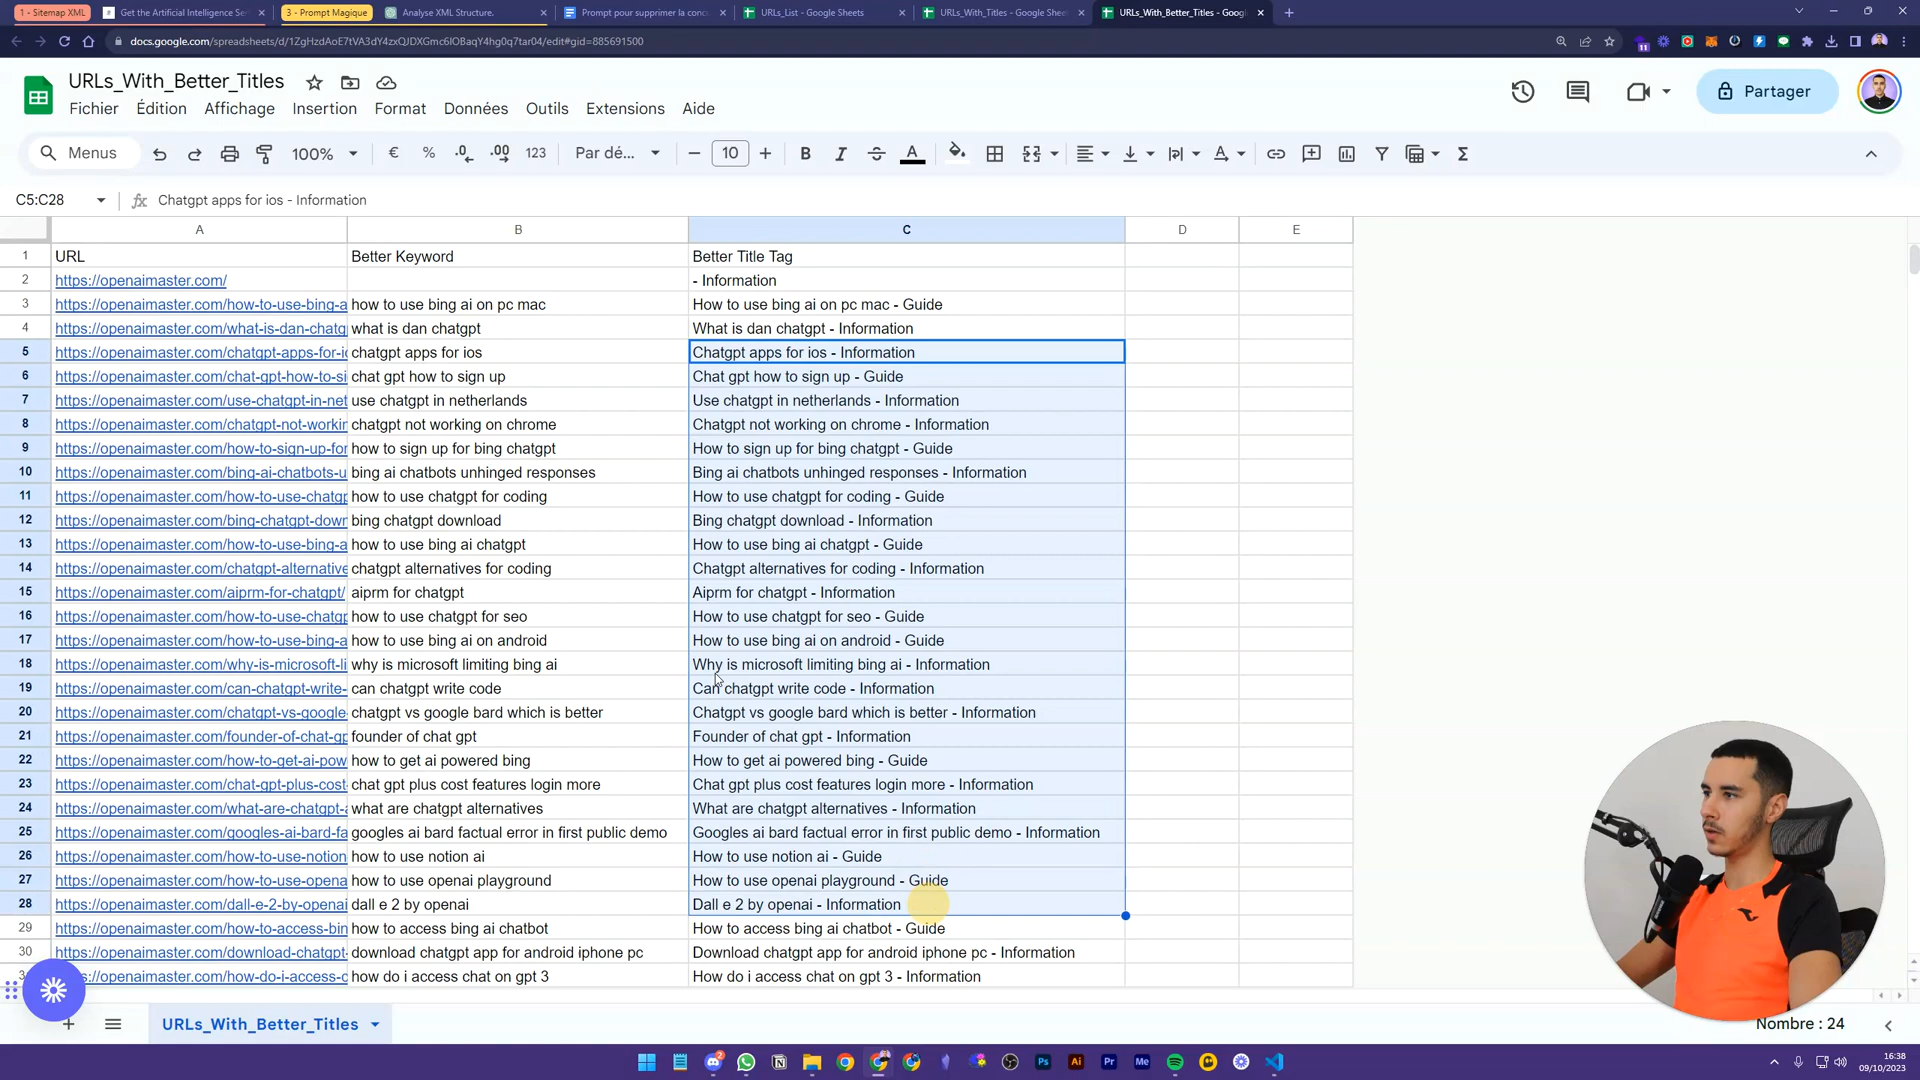 1 - Sitemap XML
Get the Artificial Intelligence Ser
3 - Prompt Magique
Analyse XML Structure.
Prompt pour supprimer la conc
URLs_List - Google Sheets
URLs_With_Titles - Google Shee
URLs_With_Better_Titles - Goog
docs.google.com/spreadsheets/d/1ZgHzdAoE7tVA3dY4zxQJDXGmc6IOBaqY4hg0q7tar04/edit#gid=885691500
11
URLs_With_Better_Titles
Fichier Édition Affichage Insertion Format Données Outils Extensions Aide
Partager
Menus 100% € % .0 .00 123 Par dé... 10
C5:C28 fx Chatgpt apps for ios - Information
A B C D E
1 URL Better Keyword Better Title Tag
2 https://openaimaster.com/ - Information
3 https://openaimaster.com/how-to-use-bing-a how to use bing ai on pc mac How to use bing ai on pc mac - Guide
4 https://openaimaster.com/what-is-dan-chatg what is dan chatgpt What is dan chatgpt - Information
5 https://openaimaster.com/chatgpt-apps-for-i chatgpt apps for ios Chatgpt apps for ios - Information
6 https://openaimaster.com/chat-gpt-how-to-si chat gpt how to sign up Chat gpt how to sign up - Guide
7 https://openaimaster.com/use-chatgpt-in-net use chatgpt in netherlands Use chatgpt in netherlands - Information
8 https://openaimaster.com/chatgpt-not-workin chatgpt not working on chrome Chatgpt not working on chrome - Information
9 https://openaimaster.com/how-to-sign-up-for how to sign up for bing chatgpt How to sign up for bing chatgpt - Guide
10 https://openaimaster.com/bing-ai-chatbots-u bing ai chatbots unhinged responses Bing ai chatbots unhinged responses - Information
11 https://openaimaster.com/how-to-use-chatgp how to use chatgpt for coding How to use chatgpt for coding - Guide
12 https://openaimaster.com/bing-chatgpt-down bing chatgpt download Bing chatgpt download - Information
13 https://openaimaster.com/how-to-use-bing-a how to use bing ai chatgpt How to use bing ai chatgpt - Guide
14 https://openaimaster.com/chatgpt-alternative chatgpt alternatives for coding Chatgpt alternatives for coding - Information
15 https://openaimaster.com/aiprm-for-chatgpt/ aiprm for chatgpt Aiprm for chatgpt - Information
16 https://openaimaster.com/how-to-use-chatgp how to use chatgpt for seo How to use chatgpt for seo - Guide
17 https://openaimaster.com/how-to-use-bing-a how to use bing ai on android How to use bing ai on android - Guide
18 https://openaimaster.com/why-is-microsoft-li why is microsoft limiting bing ai Why is microsoft limiting bing ai - Information
19 https://openaimaster.com/can-chatgpt-write- can chatgpt write code Can chatgpt write code - Information
20 https://openaimaster.com/chatgpt-vs-google- chatgpt vs google bard which is better Chatgpt vs google bard which is better - Information
21 https://openaimaster.com/founder-of-chat-gp founder of chat gpt Founder of chat gpt - Information
22 https://openaimaster.com/how-to-get-ai-pow how to get ai powered bing How to get ai powered bing - Guide
23 https://openaimaster.com/chat-gpt-plus-cost- chat gpt plus cost features login more Chat gpt plus cost features login more - Information
24 https://openaimaster.com/what-are-chatgpt-a what are chatgpt alternatives What are chatgpt alternatives - Information
25 https://openaimaster.com/googles-ai-bard-fa googles ai bard factual error in first public demo Googles ai bard factual error in first public demo - Information
26 https://openaimaster.com/how-to-use-notion how to use notion ai How to use notion ai - Guide
27 https://openaimaster.com/how-to-use-opena how to use openai playground How to use openai playground - Guide
28 https://openaimaster.com/dall-e-2-by-openai dall e 2 by openai Dall e 2 by openai - Information
29 https://openaimaster.com/how-to-access-bin how to access bing ai chatbot How to access bing ai chatbot - Guide
30 https://openaimaster.com/download-chatgpt- download chatgpt app for android iphone pc Download chatgpt app for android iphone pc - Information
https://openaimaster.com/how-do-i-access-c how do i access chat on gpt 3 How do i access chat on gpt 3 - Information
URLs_With_Better_Titles
Nombre : 24
2
Ps Ai Pr Me
16:38
09/10/2023